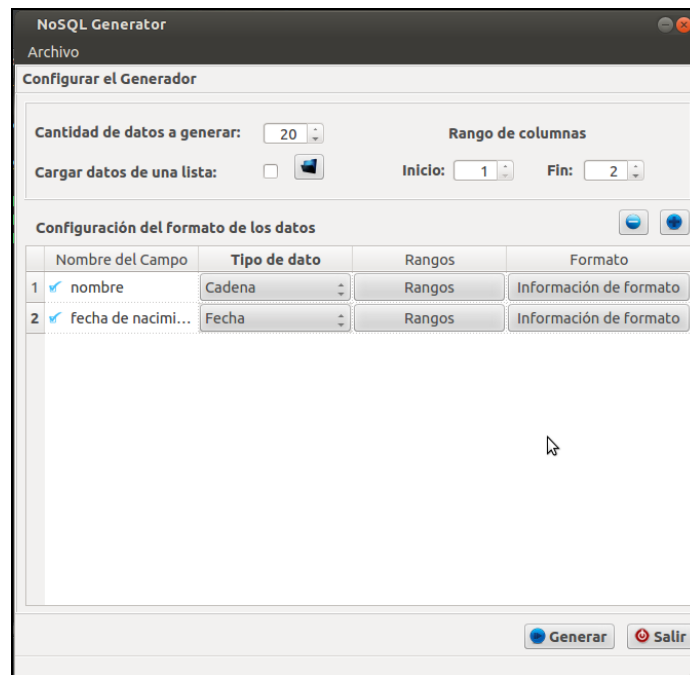 NoSQL Generator
Archivo
Configurar el Generador
Cantidad de datos a generar: 20 Rango de columnas
Cargar datos de una lista: Inicio: 1 Fin: 2
Configuración del formato de los datos
Nombre del Campo Tipo de dato Rangos Formato
1 nombre Cadena Rangos Información de formato
2 fecha de nacimi... Fecha Rangos Información de formato
Generar Salir